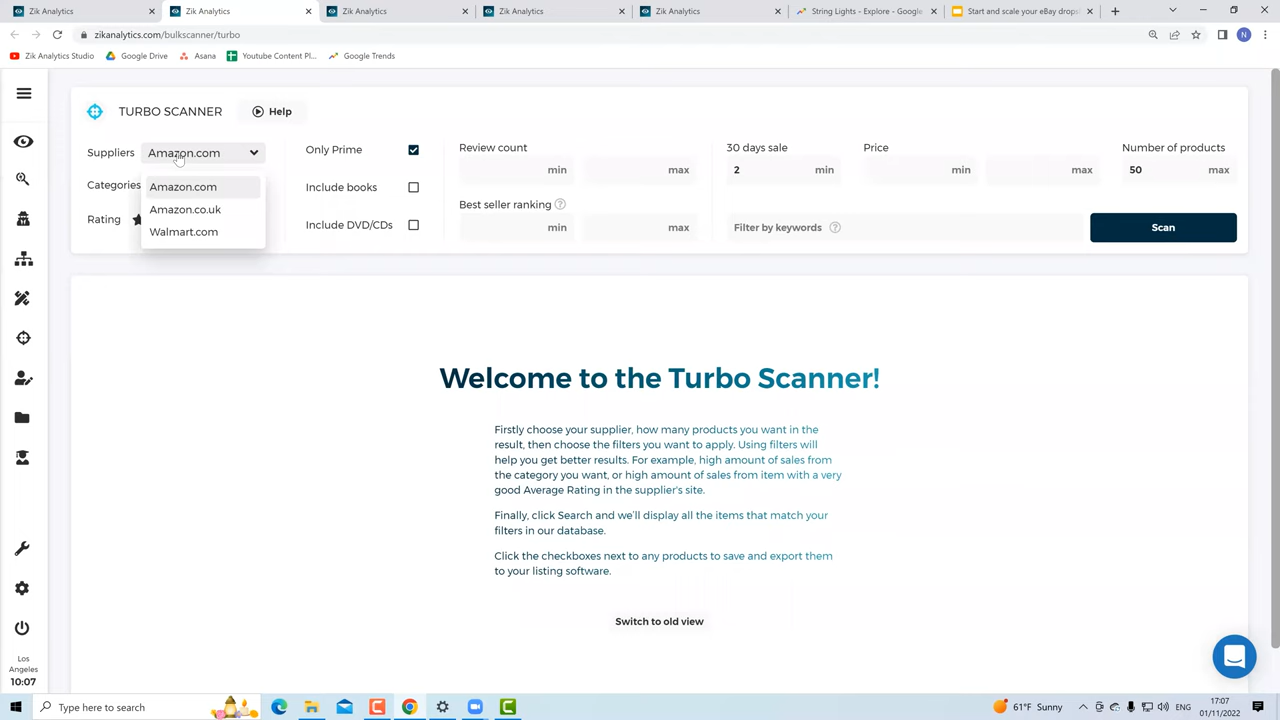 Zik Analytics
Zik Analytics
Zik Analytics
Zik Analytics
Zik Analytics
String Lights - Explore - Google
Start and scale your eBay drops
zikanalytics.com/bulkscanner/turbo
N
Zik Analytics Studio
Google Drive
Asana
Youtube Content Pl...
Google Trends
TURBO SCANNER
Help
Suppliers
Amazon.com
Amazon.com
Amazon.co.uk
Walmart.com
Categories
Rating
Only Prime
Include books
Include DVD/CDs
Review count
min
max
Best seller ranking
min
max
30 days sale
2 min
Price
min
max
Number of products
50 max
Filter by keywords
Scan
Welcome to the Turbo Scanner!
Firstly choose your supplier, how many products you want in the
result, then choose the filters you want to apply. Using filters will
help you get better results. For example, high amount of sales from
the category you want, or high amount of sales from item with a very
good Average Rating in the supplier's site.
Finally, click Search and we'll display all the items that match your
filters in our database.
Click the checkboxes next to any products to save and export them
to your listing software.
Switch to old view
Los
Angeles
10:07
Type here to search
61°F Sunny
ENG
17:07
01/11/2022